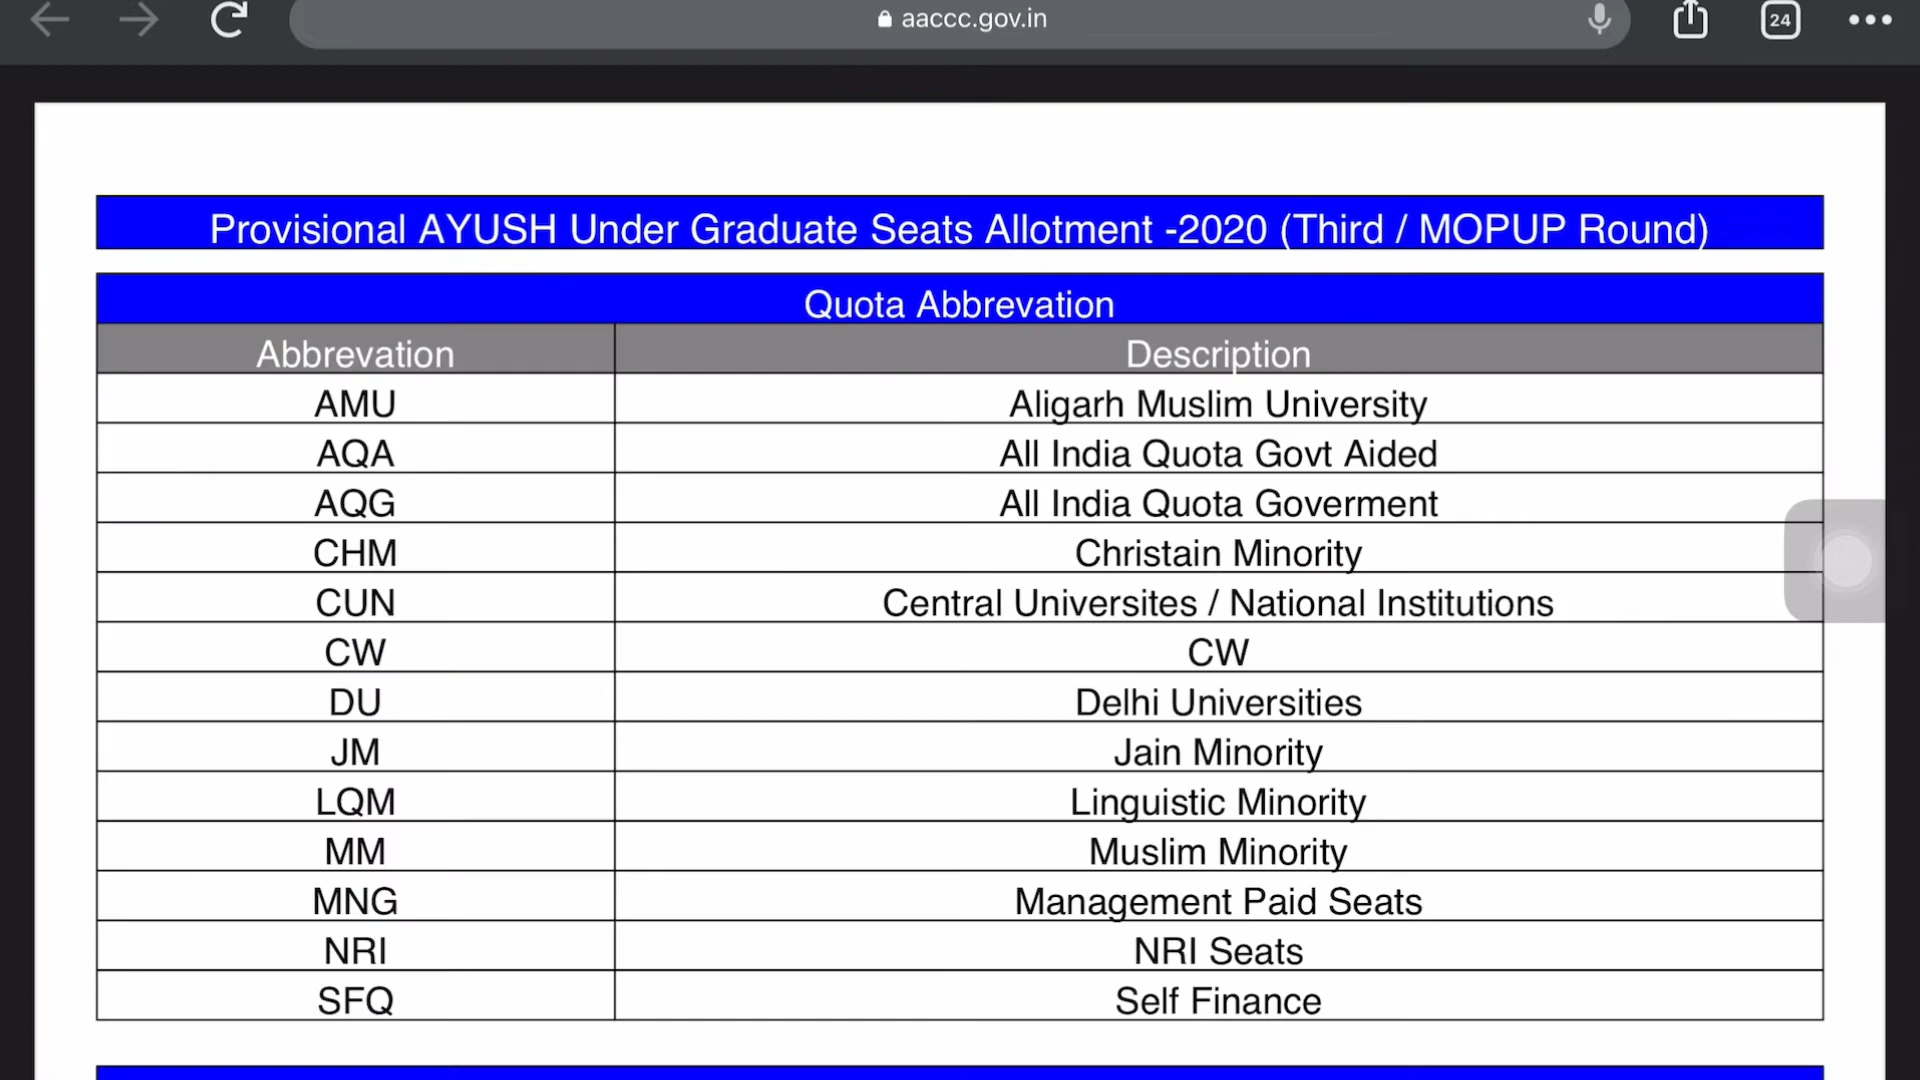 aaccc.gov.in
24
Provisional AYUSH Under Graduate Seats Allotment -2020 (Third / MOPUP Round)
Quota Abbrevation
Abbrevation Description
AMU Aligarh Muslim University
AQA All India Quota Govt Aided
AQG All India Quota Goverment
CHM Christain Minority
CUN Central Universites / National Institutions
CW CW
DU Delhi Universities
JM Jain Minority
LQM Linguistic Minority
MM Muslim Minority
MNG Management Paid Seats
NRI NRI Seats
SFQ Self Finance